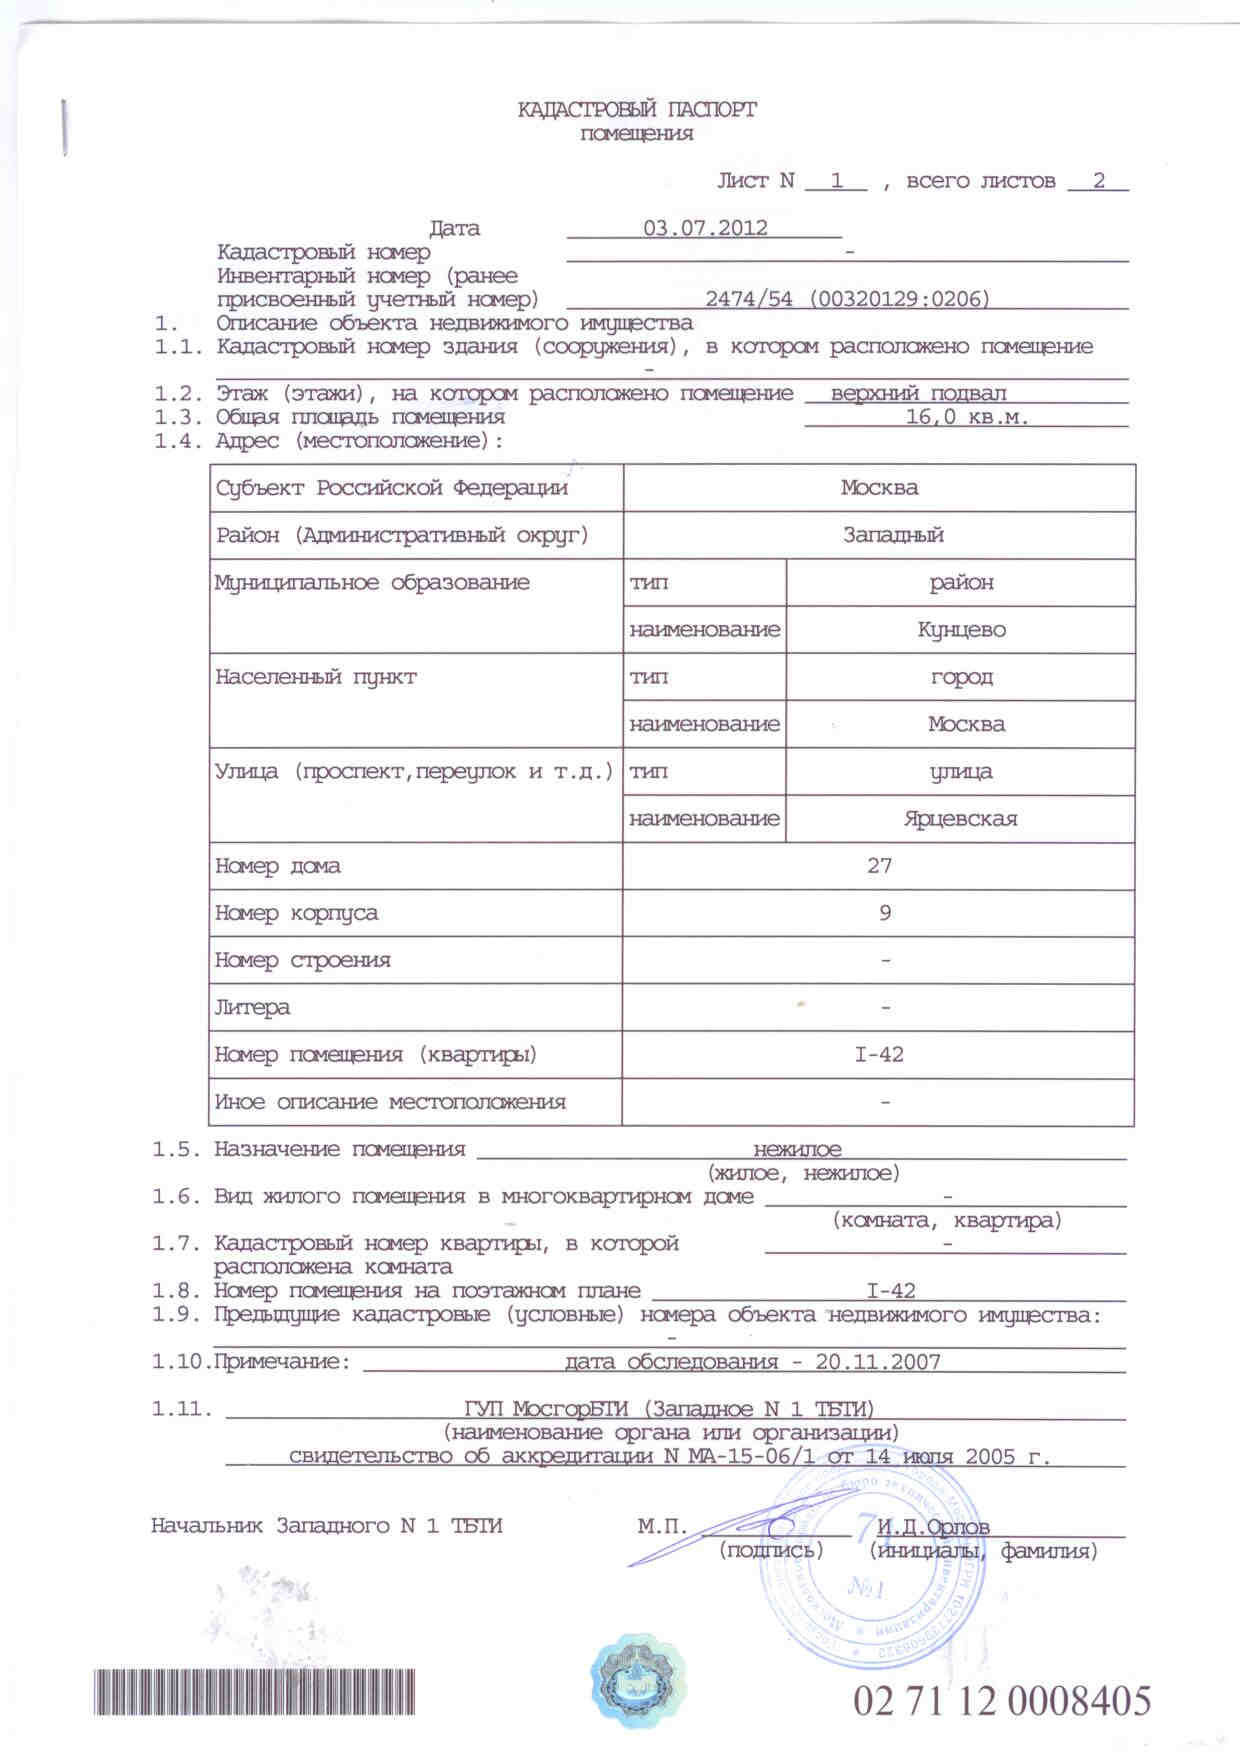 КАДАСТРОВЫЙ ПАСПОРТ
помещения
Лист N 1 , всего листов 2
Дата 03.07.2012
Кадастровый номер -
Инвентарный номер (ранее
присвоенный учетный номер) 2474/54 (00320129:0206)
1. Описание объекта недвижимого имущества
1.1. Кадастровый номер здания (сооружения), в котором расположено помещение
-
1.2. Этаж (этажи), на котором расположено помещение верхний подвал
1.3. Общая площадь помещения 16,0 кв.м.
1.4. Адрес (местоположение):
Субъект Российской Федерации Москва
Район (Административный округ) Западный
Муниципальное образование тип район
наименование Кунцево
Населенный пункт тип город
наименование Москва
Улица (проспект,переулок и т.д.) тип улица
наименование Ярцевская
Номер дома 27
Номер корпуса 9
Номер строения -
Литера -
Номер помещения (квартиры) I-42
Иное описание местоположения -
1.5. Назначение помещения нежилое
(жилое, нежилое)
1.6. Вид жилого помещения в многоквартирном доме -
(комната, квартира)
1.7. Кадастровый номер квартиры, в которой -
расположена комната
1.8. Номер помещения на поэтажном плане I-42
1.9. Предыдущие кадастровые (условные) номера объекта недвижимого имущества:
-
1.10.Примечание: дата обследования - 20.11.2007
1.11. ГУП МосгорБТИ (Западное N 1 ТБТИ)
(наименование органа или организации)
свидетельство об аккредитации N МА-15-06/1 от 14 июля 2005 г.
Начальник Западного N 1 ТБТИ М.П. И.Д.Орлов
(подпись) (инициалы, фамилия)
71
№1
02 71 12 0008405